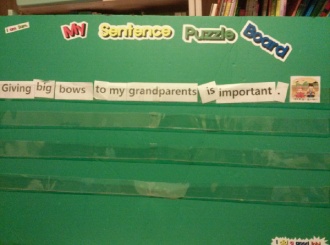 My Sentence Puzzle Board
Giving big bows to my grandparents is important.